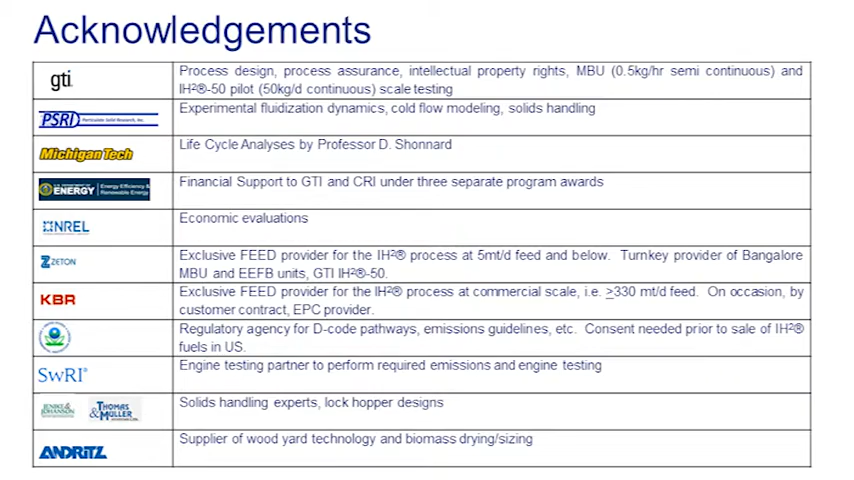 Acknowledgements
gti
Process design, process assurance, intellectual property rights, MBU (0.5kg/hr semi continuous) and
IH²®-50 pilot (50kg/d continuous) scale testing
PSRI Particulate Solid Research, Inc.
Experimental fluidization dynamics, cold flow modeling, solids handling
Michigan Tech
Life Cycle Analyses by Professor D. Shonnard
ENERGY Energy Efficiency &
Renewable Energy
Financial Support to GTI and CRI under three separate program awards
NREL
Economic evaluations
ZETON
Exclusive FEED provider for the IH²® process at 5mt/d feed and below. Turnkey provider of Bangalore
MBU and EEFB units, GTI IH²®-50.
KBR
Exclusive FEED provider for the IH²® process at commercial scale, i.e. >330 mt/d feed. On occasion, by
customer contract, EPC provider.
Regulatory agency for D-code pathways, emissions guidelines, etc. Consent needed prior to sale of IH²®
fuels in US.
SwRI®
Engine testing partner to perform required emissions and engine testing
JENIKE
& JOHANSON
THOMAS
& MÜLLER
Solids handling experts, lock hopper designs
ANDRITZ
Supplier of wood yard technology and biomass drying/sizing